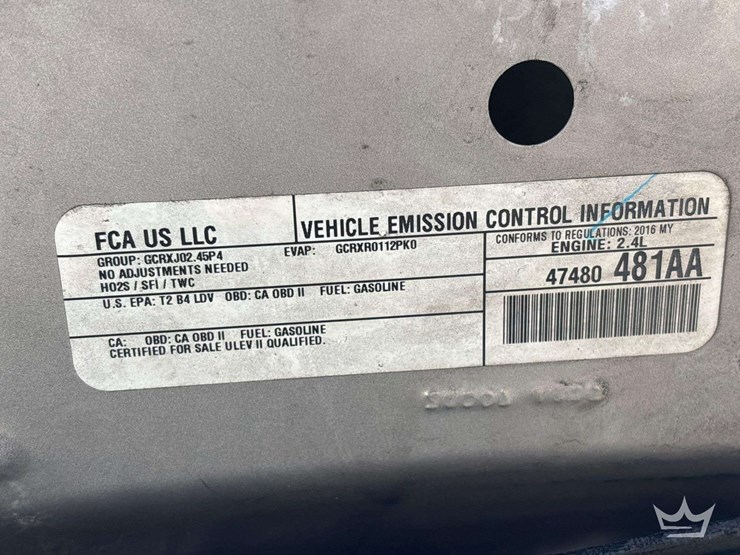 FCA US LLC
VEHICLE EMISSION CONTROL INFORMATION
GROUP: GCRXJ02.45P4
EVAP: GCRXR0112PK0
NO ADJUSTMENTS NEEDED
HO2S / SFI / TWC
CONFORMS TO REGULATIONS: 2016 MY
ENGINE: 2.4L
47480 481AA
U.S. EPA: T2 B4 LDV OBD: CA OBD II FUEL: GASOLINE
CA: OBD: CA OBD II FUEL: GASOLINE
CERTIFIED FOR SALE ULEV II QUALIFIED.